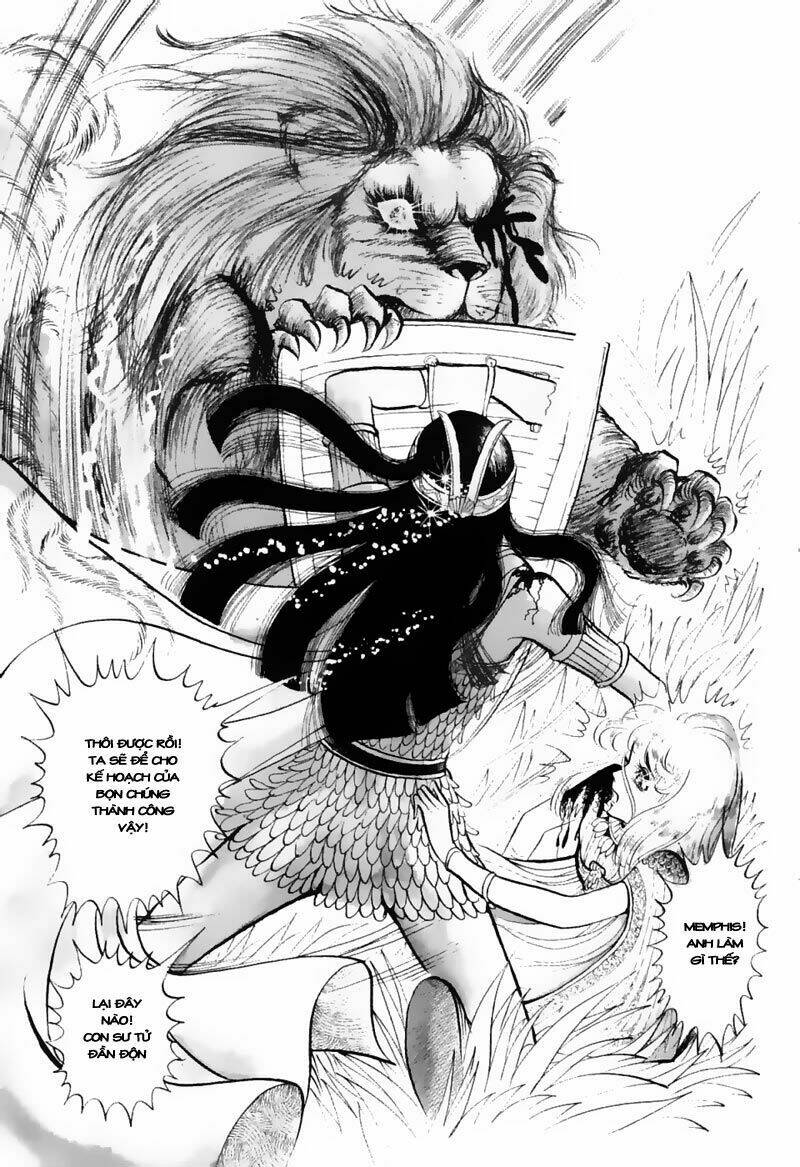 THÔI ĐƯỢC RỒI!
TA SẼ ĐỂ CHO
KẾ HOẠCH CỦA
BỌN CHÚNG
THÀNH CÔNG
VẬY!
LẠI ĐÂY
NÀO!
CON SƯ TỬ
ĐẦN ĐỘN
MEMPHIS!
ANH LÀM
GÌ THẾ?